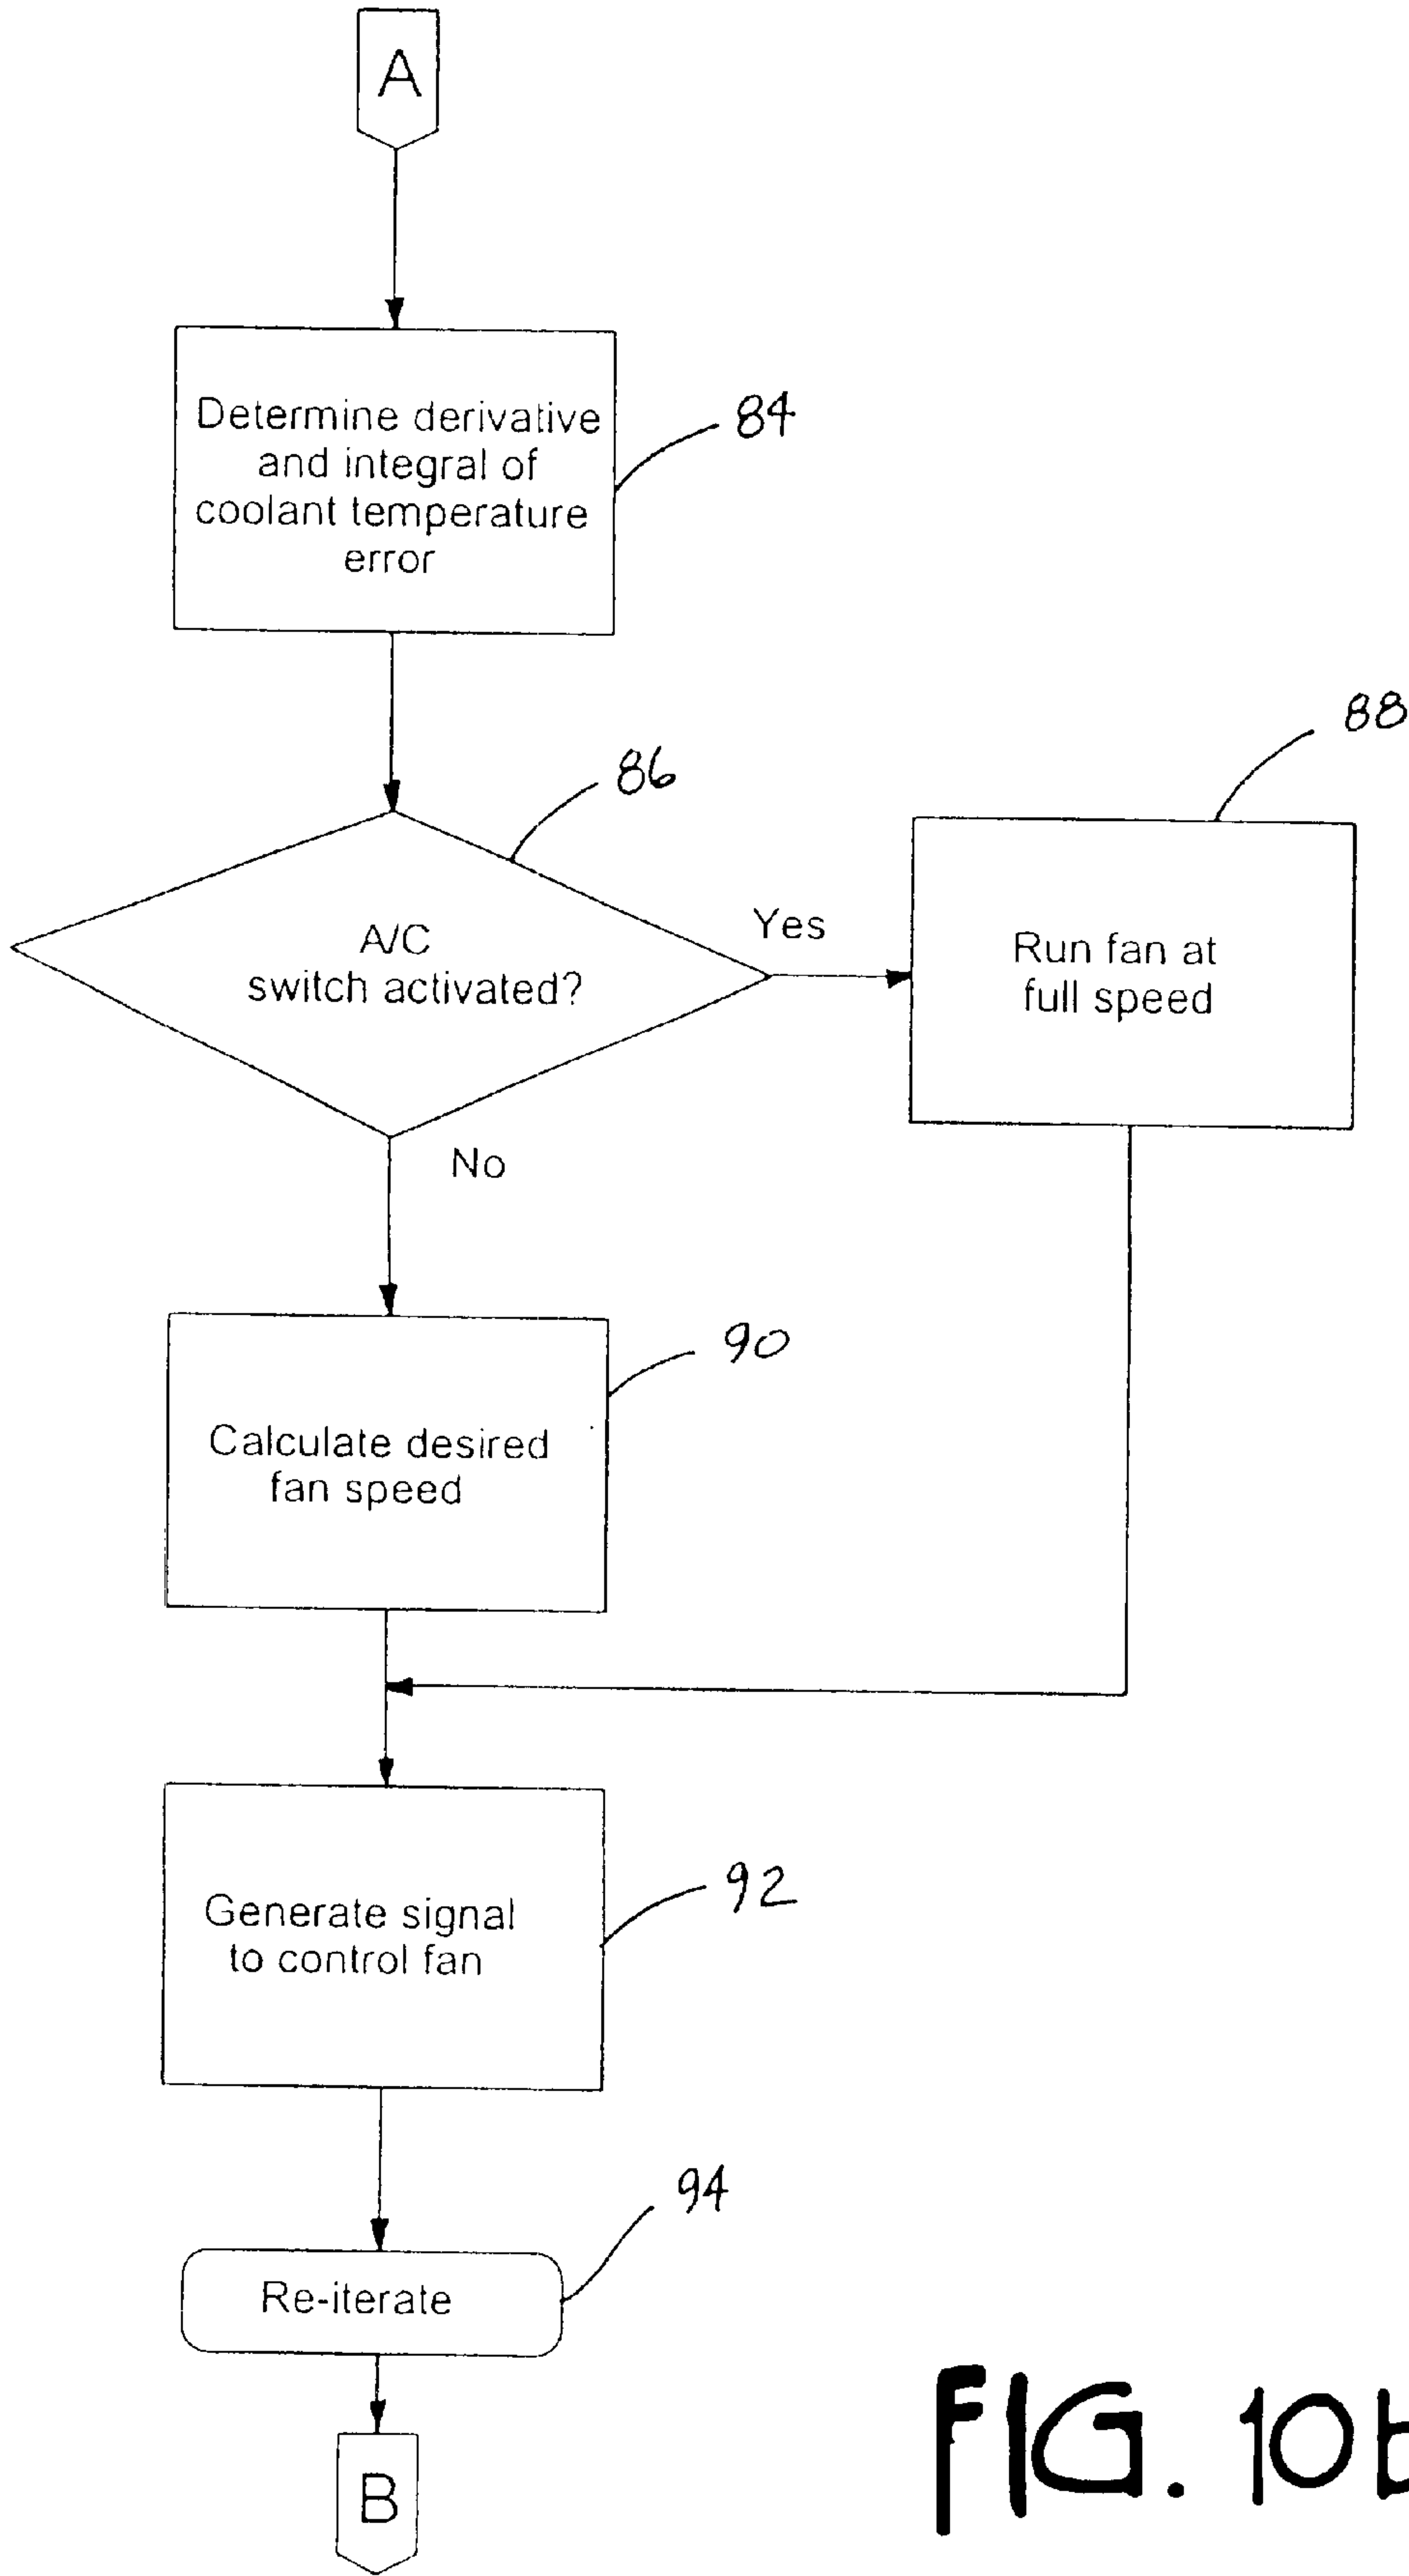 A
Determine derivative
and integral of
coolant temperature
error
84
86
A/C
switch activated?
Yes
88
Run fan at
full speed
No
90
Calculate desired
fan speed
92
Generate signal
to control fan
94
Re-iterate
B
FIG. 10b